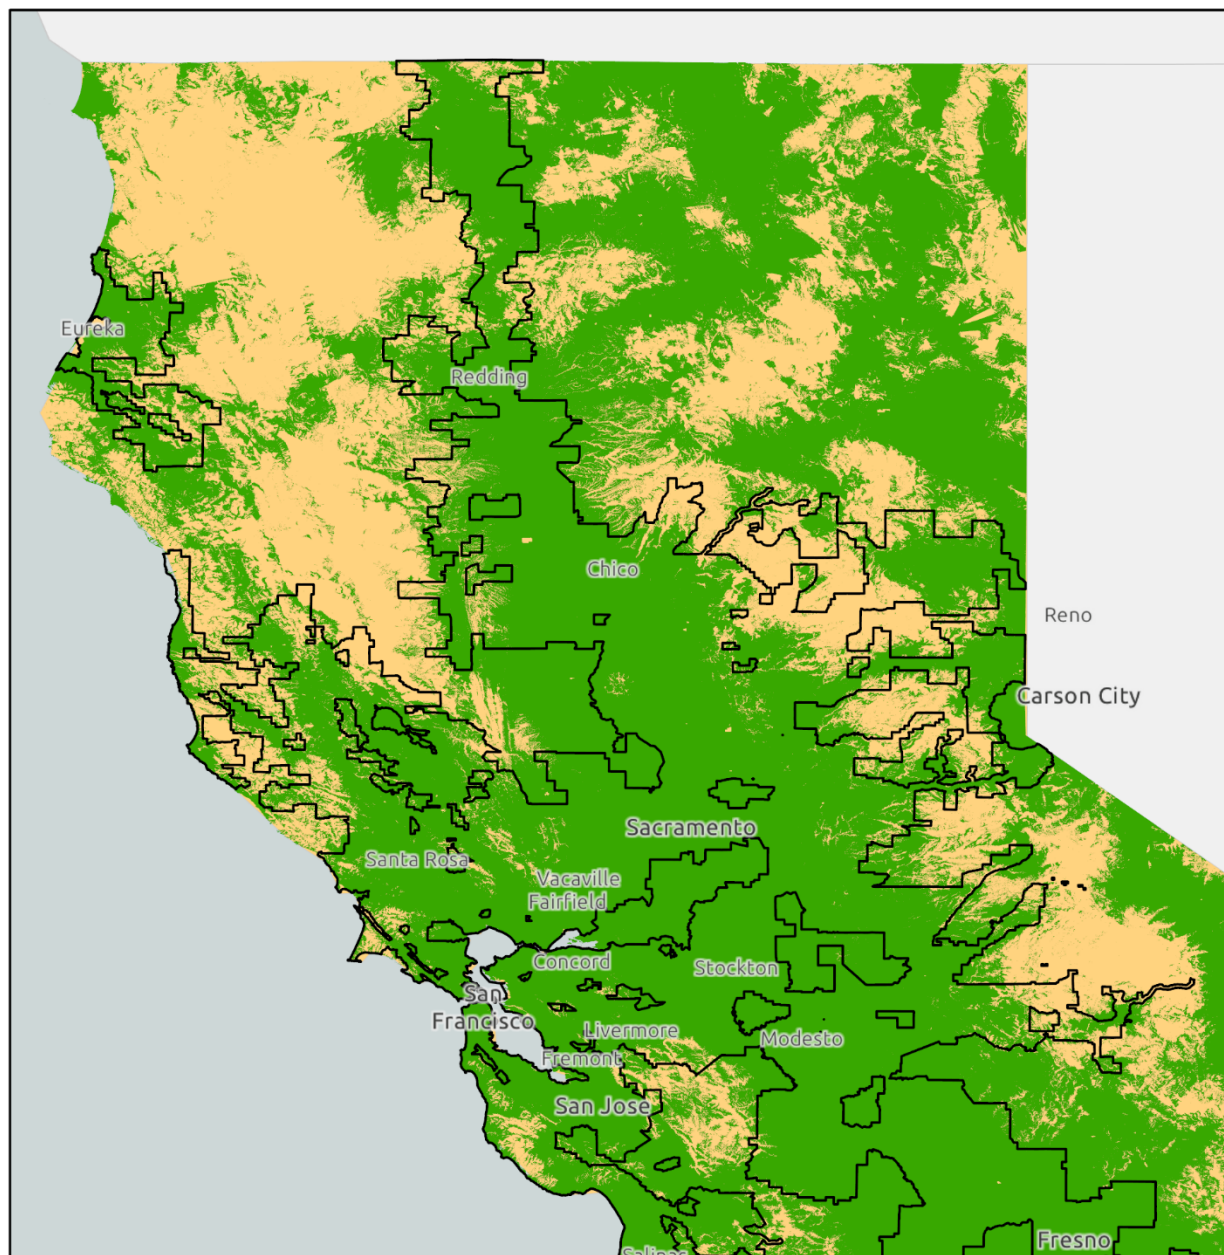 Eureka
Redding
Chico
Reno
Carson City
Sacramento
Santa Rosa
Vacaville
Fairfield
Concord
Stockton
San
Francisco
Livermore
Modesto
Fremont
San Jose
Fresno
Salinas